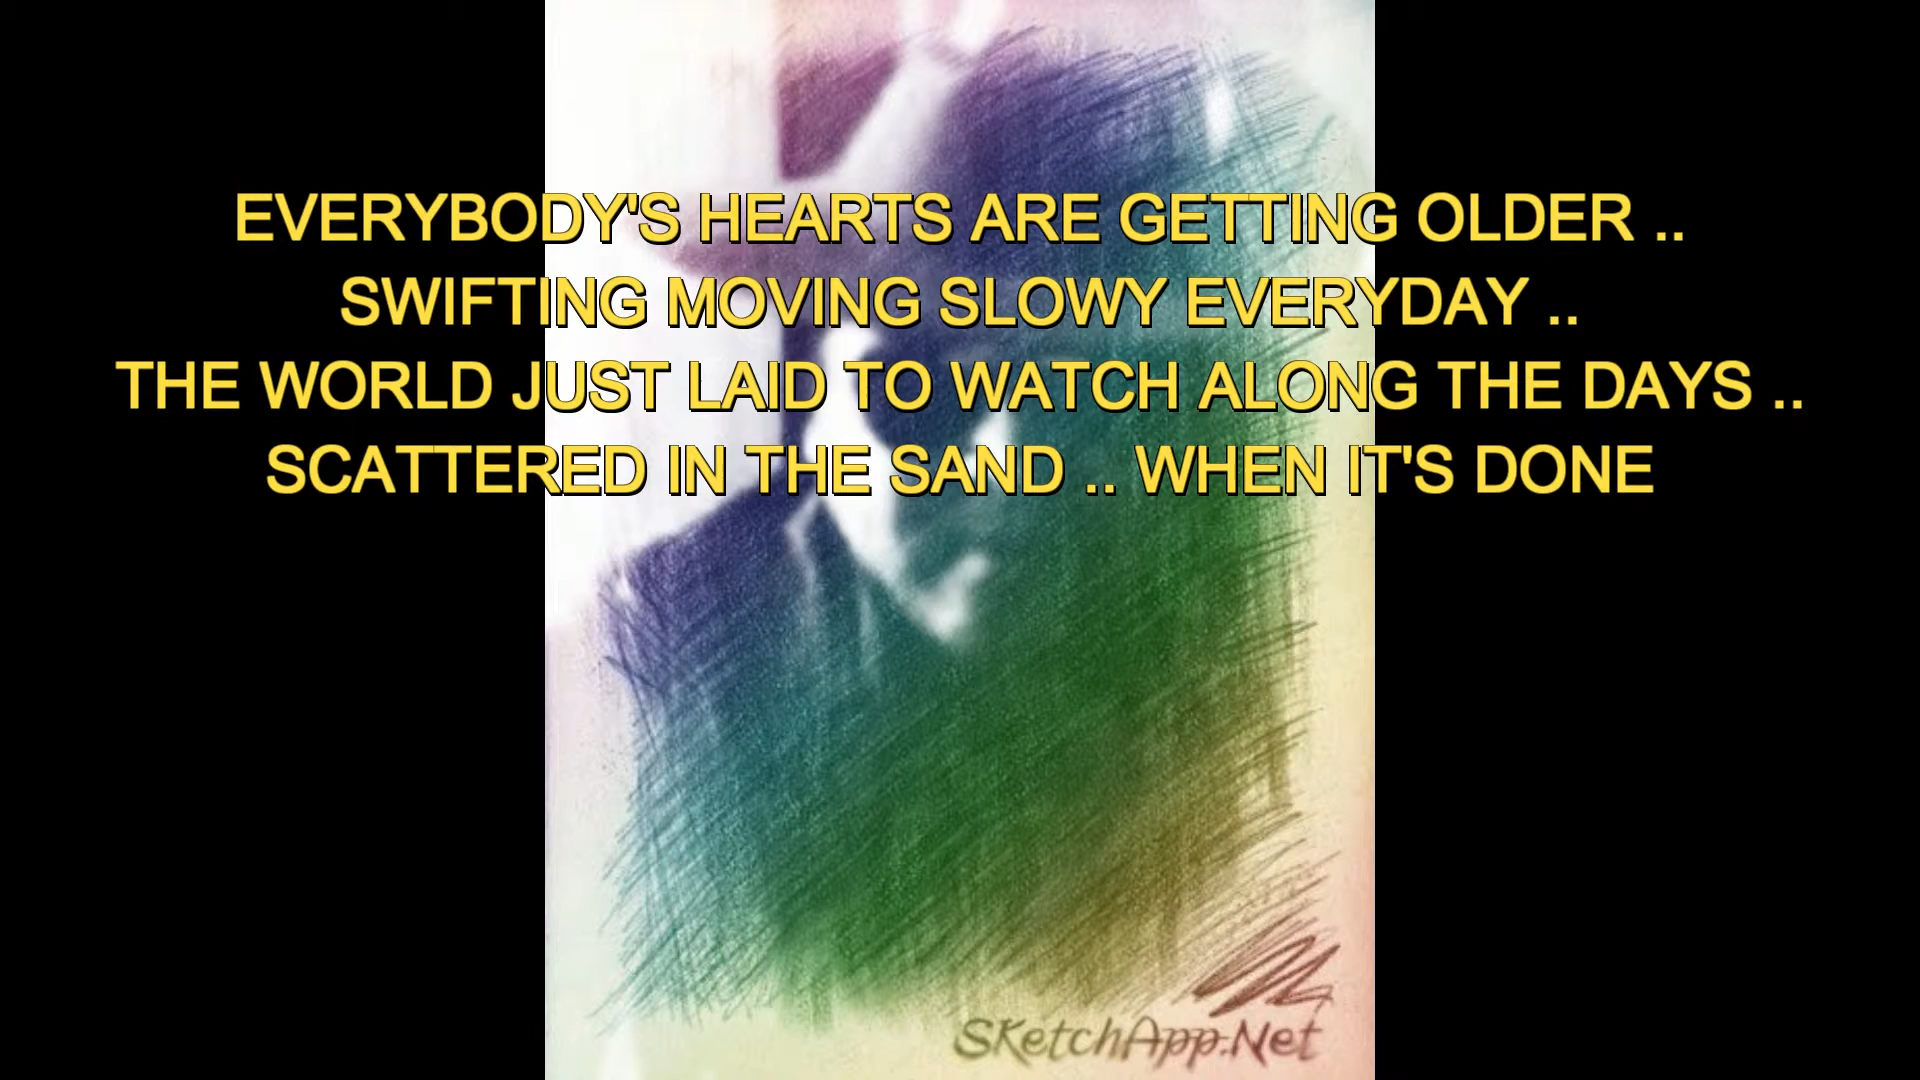 EVERYBODY'S HEARTS ARE GETTING OLDER ..
SWIFTING MOVING SLOWY EVERYDAY ..
THE WORLD JUST LAID TO WATCH ALONG THE DAYS ..
SCATTERED IN THE SAND .. WHEN IT'S DONE
SKetchApp.Net